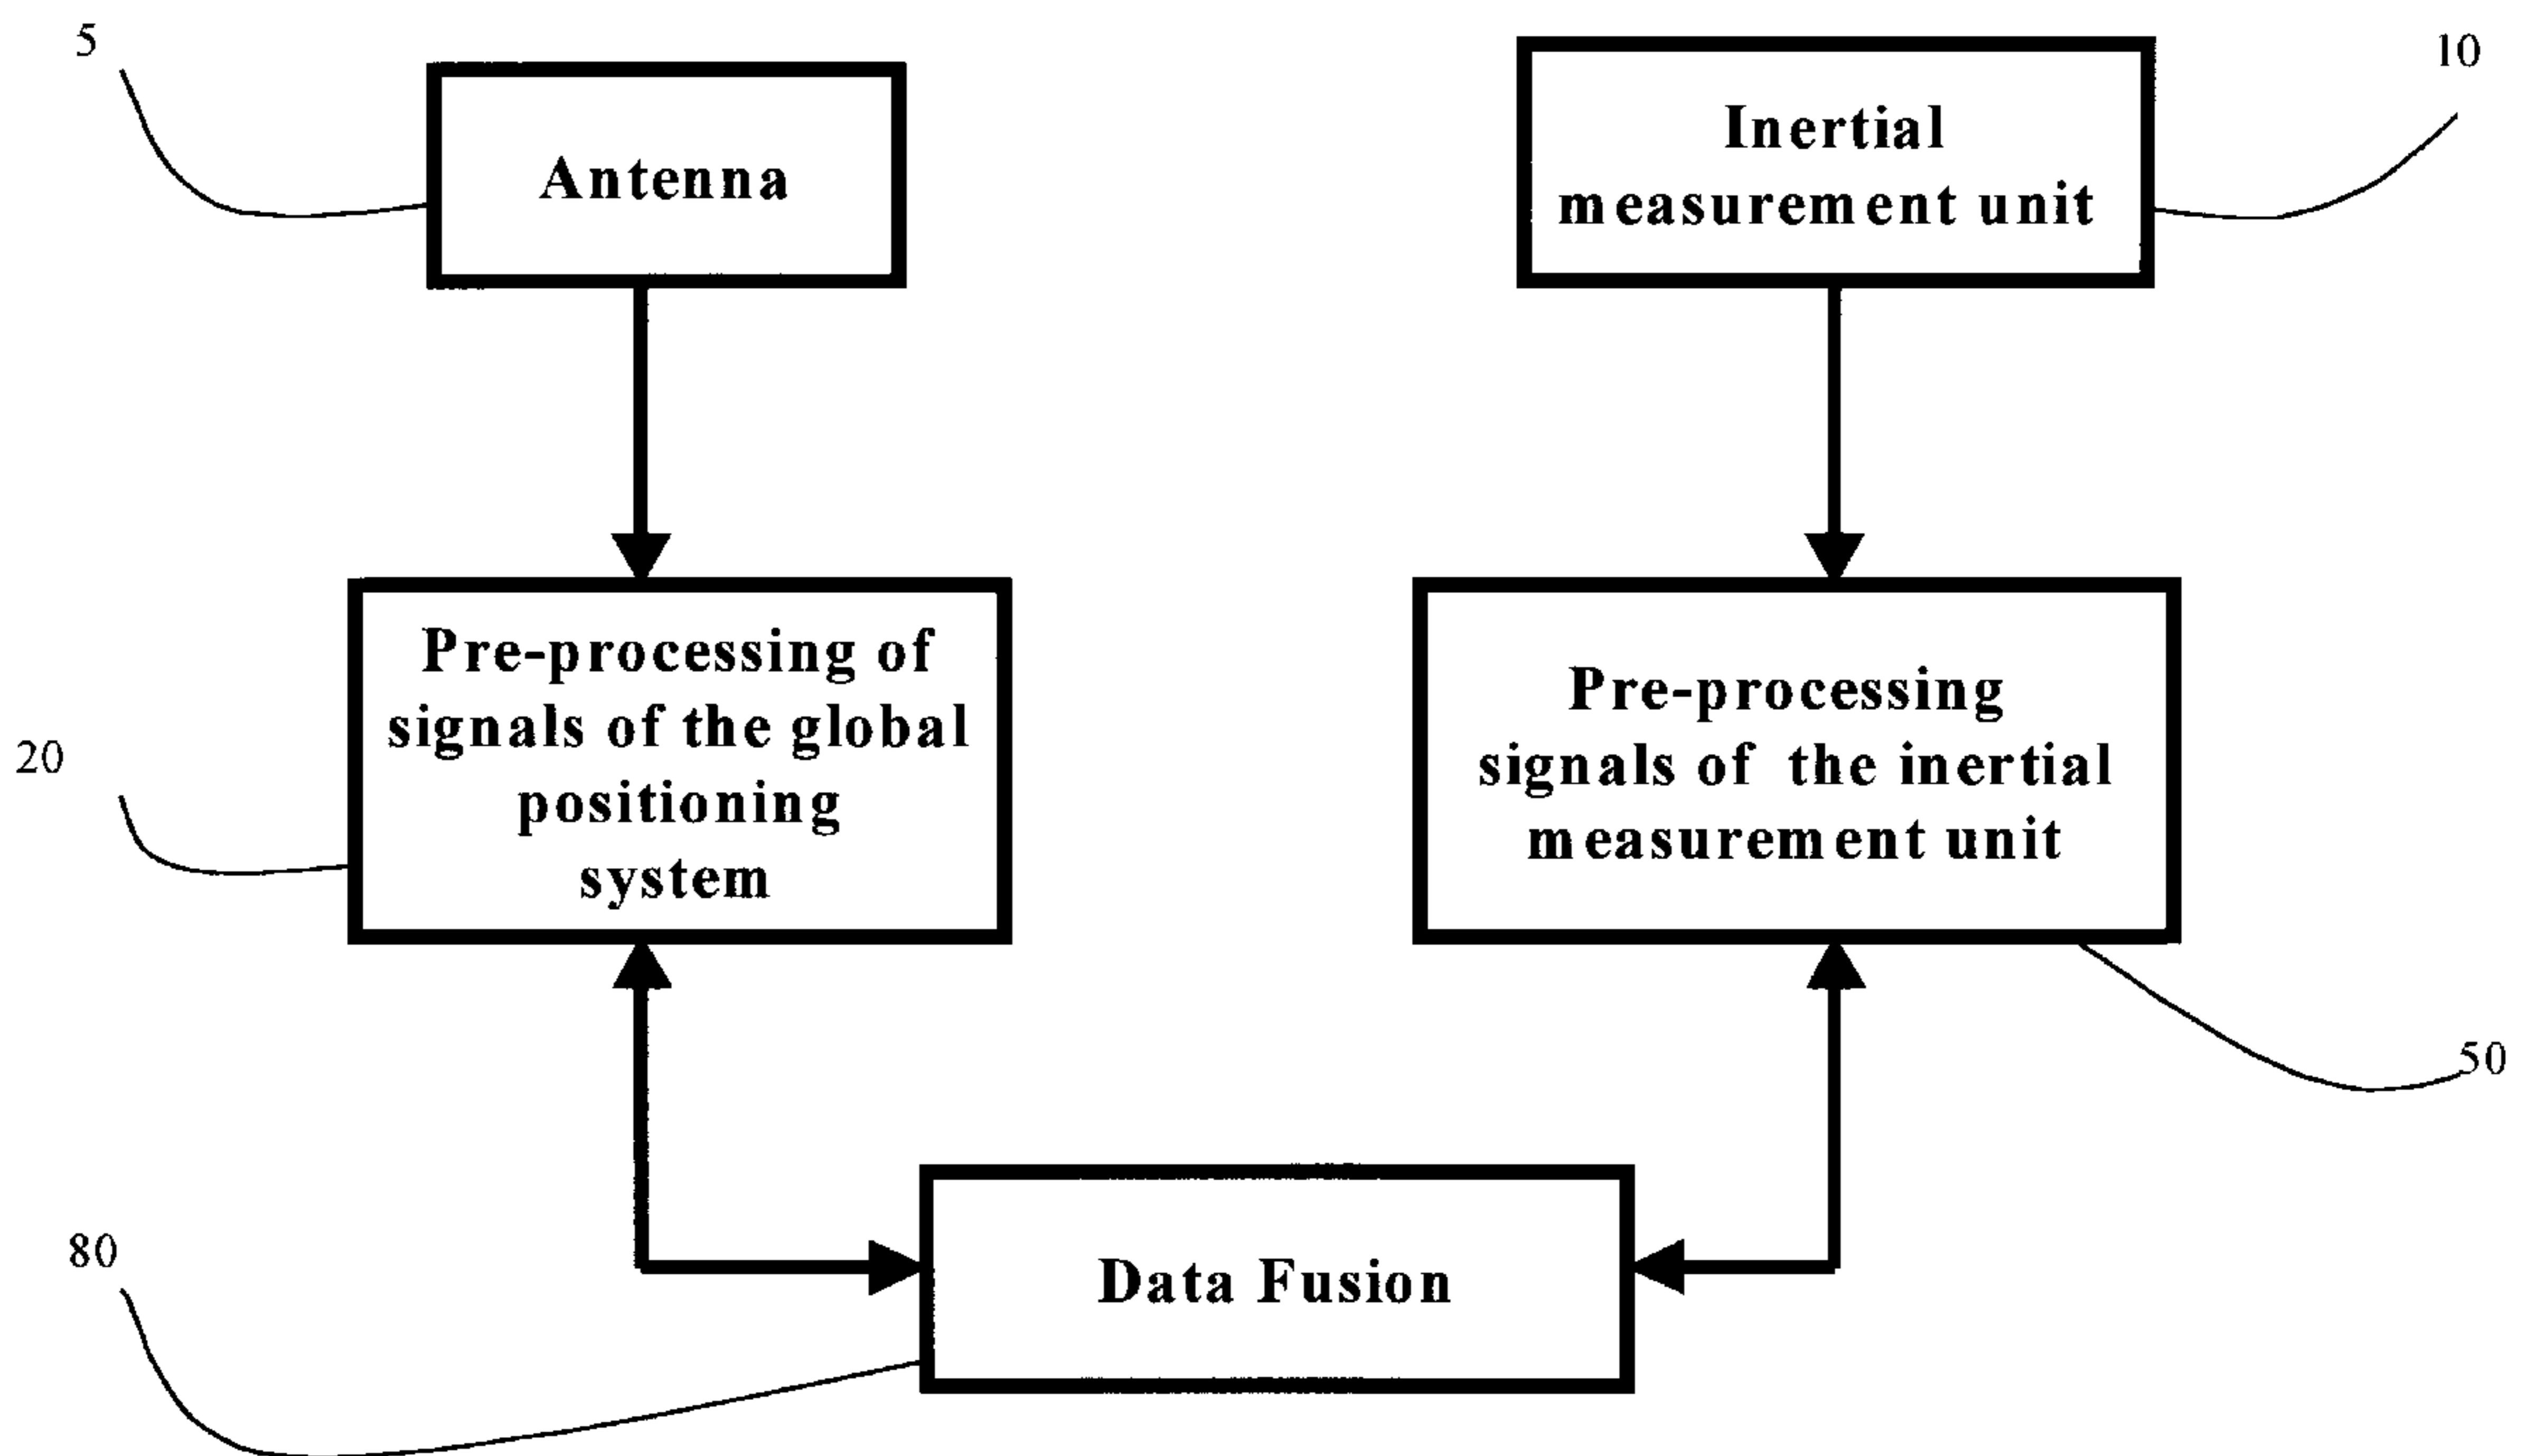 5
10
Antenna
Inertial
measurement unit
Pre-processing of
signals of the global
positioning
system
20
Pre-processing
signals of the inertial
measurement unit
50
80
Data Fusion